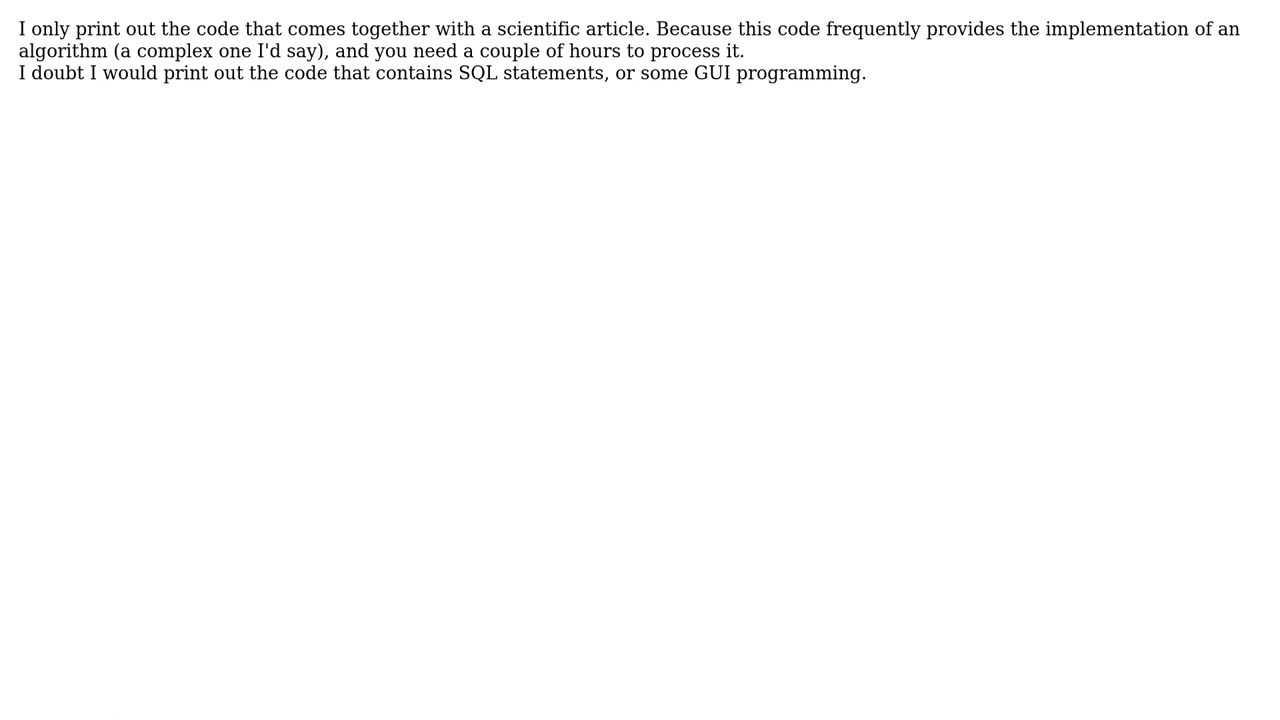 I only print out the code that comes together with a scientific article. Because this code frequently provides the implementation of an
algorithm (a complex one I'd say), and you need a couple of hours to process it.
I doubt I would print out the code that contains SQL statements, or some GUI programming.